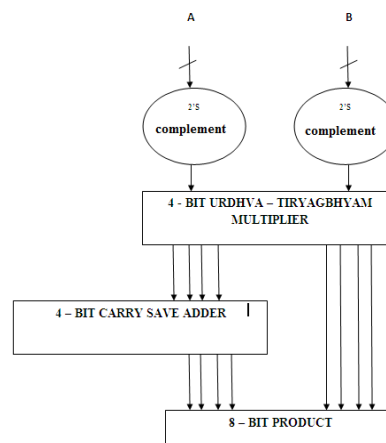 A B
2'S 2'S
complement complement
4 - BIT URDHVA – TIRYAGBHYAM
MULTIPLIER
4 – BIT CARRY SAVE ADDER
8 – BIT PRODUCT